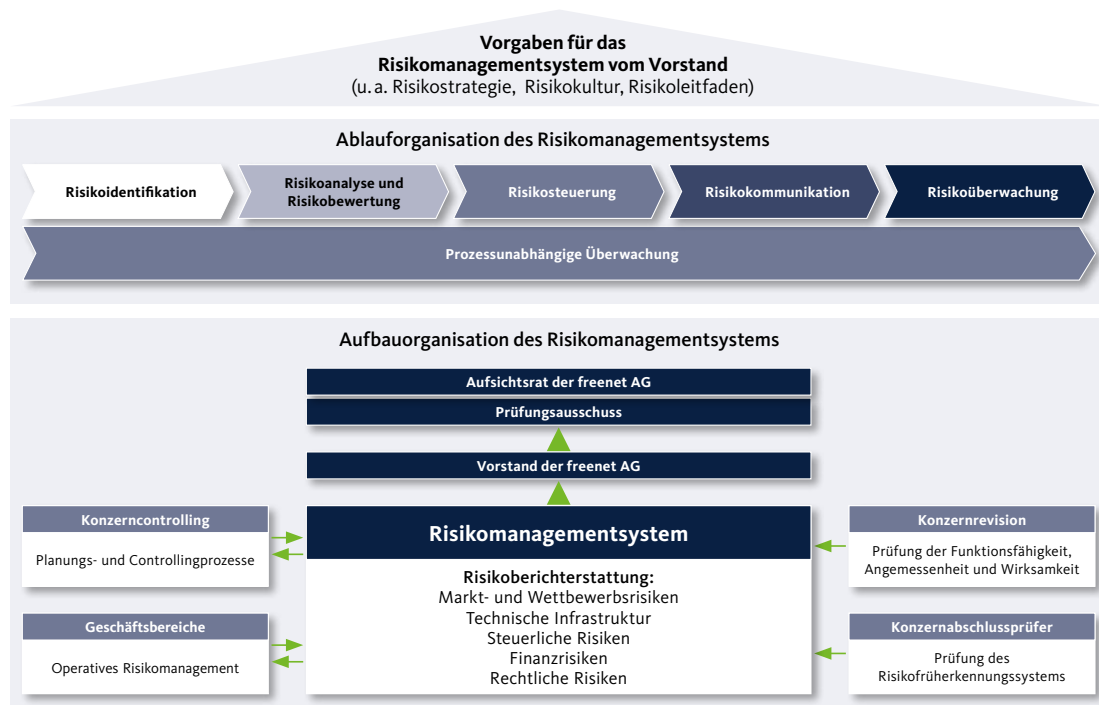 Vorgaben für das
Risikomanagementsystem vom Vorstand
(u. a. Risikostrategie, Risikokultur, Risikoleitfaden)
Ablauforganisation des Risikomanagementsystems
Risikoidentifikation
Risikoanalyse und
Risikobewertung
Risikosteuerung
Risikokommunikation
Risikoüberwachung
Prozessunabhängige Überwachung
Aufbauorganisation des Risikomanagementsystems
Aufsichtsrat der freenet AG
Prüfungsausschuss
Vorstand der freenet AG
Konzerncontrolling
Planungs- und Controllingprozesse
Geschäftsbereiche
Operatives Risikomanagement
Risikomanagementsystem
Risikoberichterstattung:
Markt- und Wettbewerbsrisiken
Technische Infrastruktur
Steuerliche Risiken
Finanzrisiken
Rechtliche Risiken
Konzernrevision
Prüfung der Funktionsfähigkeit,
Angemessenheit und Wirksamkeit
Konzernabschlussprüfer
Prüfung des
Risikofrüherkennungssystems